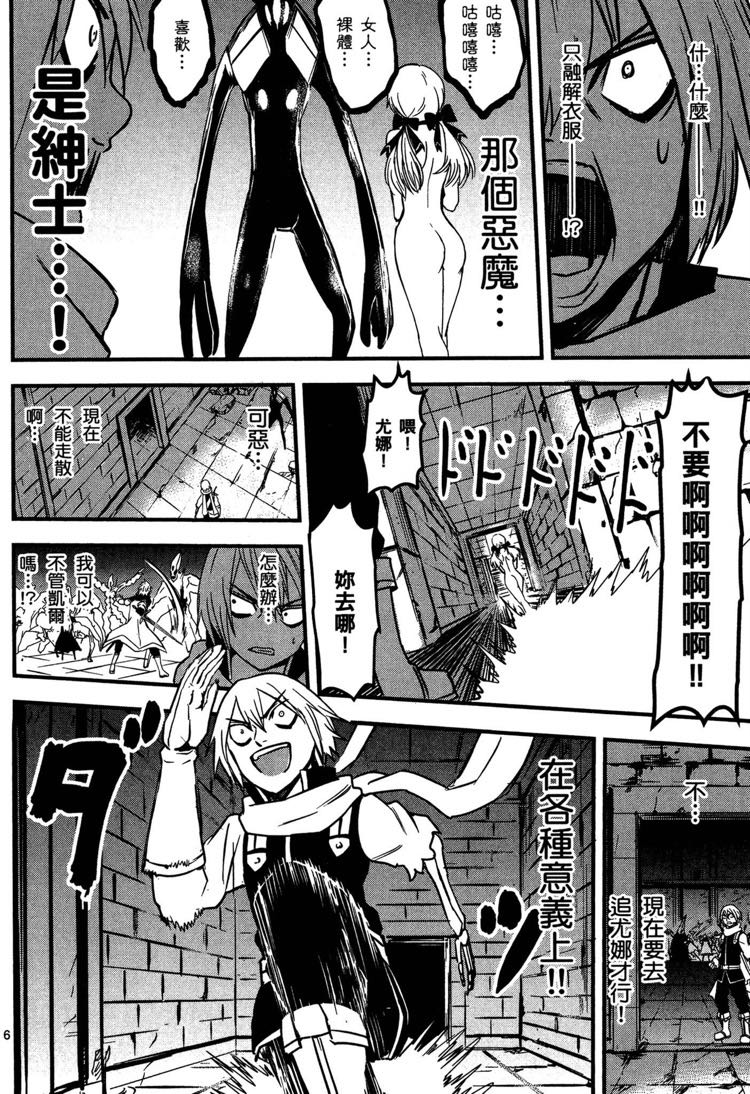 什…什麼——!!
只融解衣服——!?
咕嘻…
咕嘻嘻嘻…
女人…
裸體…
喜歡…
那個惡魔…
是紳士…!
不要啊啊啊啊啊啊!!
喂!
尤娜!
ドドドドド
妳去哪!
可惡…
現在
不能走散
啊…
怎麼辦…
我可以
不管凱爾
嗎…!?
不…
現在要去
追尤娜才行!
在各種意義上!!
ダッ
6